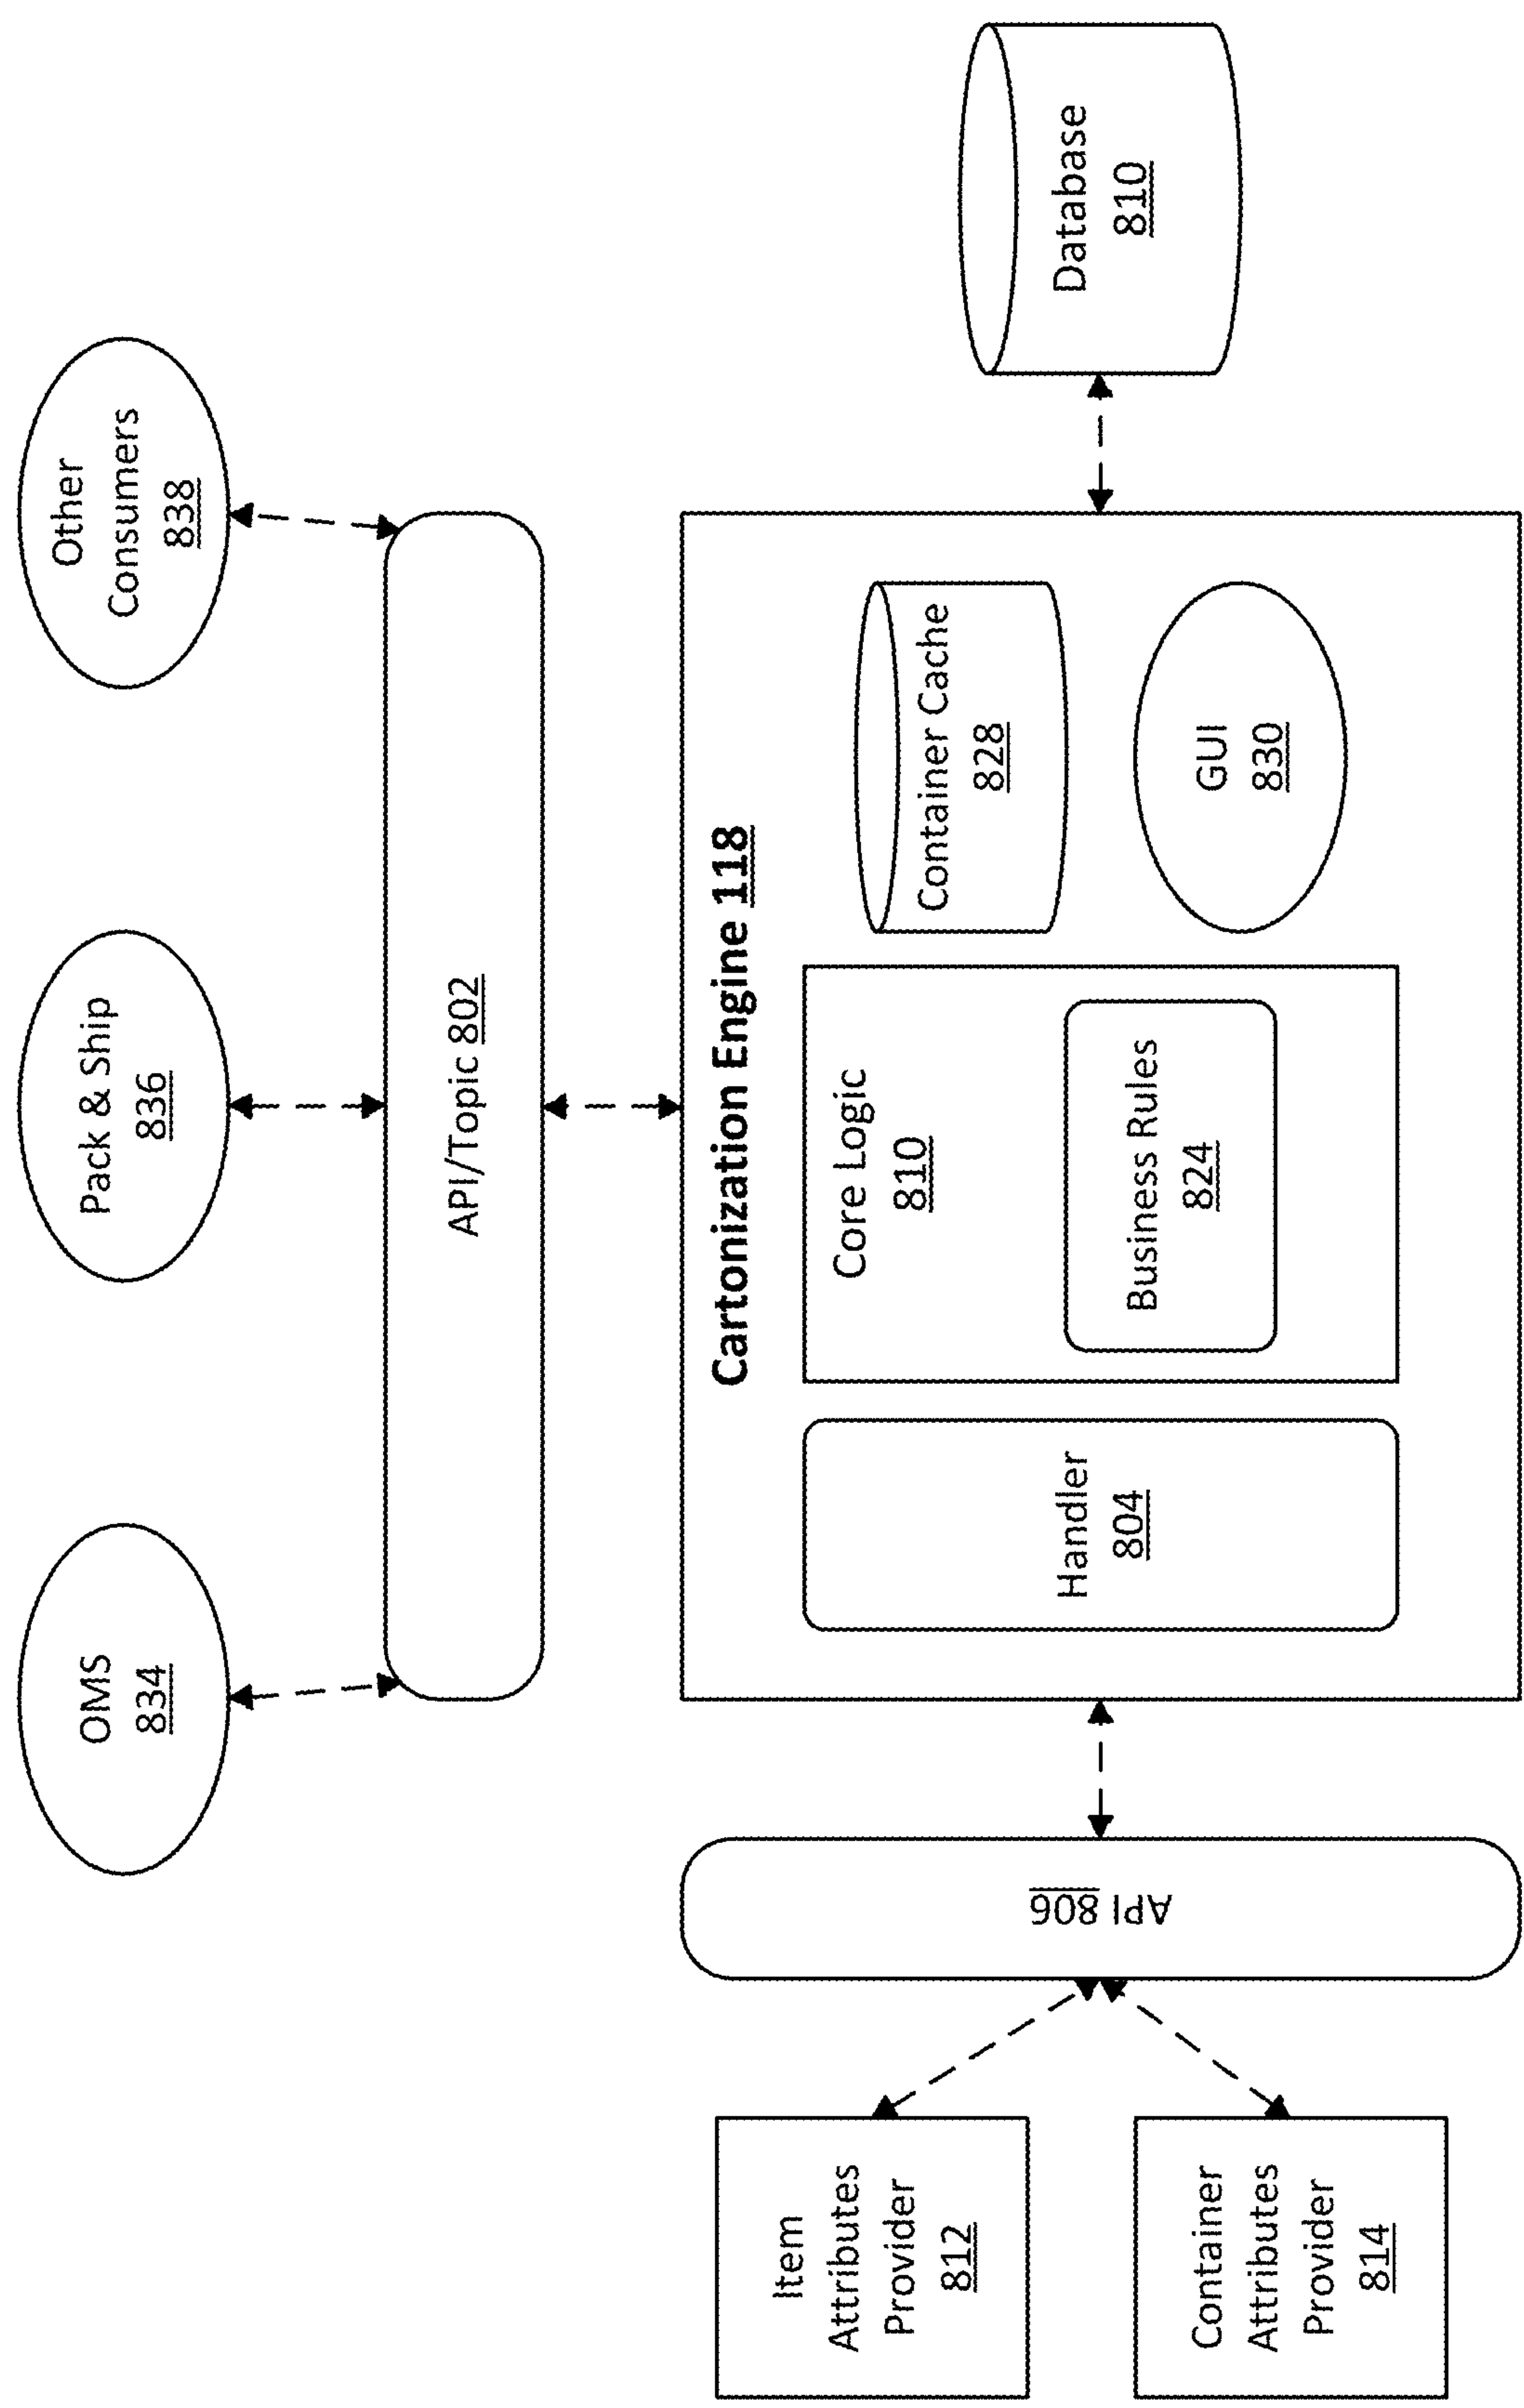 OMS
834
Pack & Ship
836
Other
Consumers
838
API/Topic 802
Cartonization Engine 118
Item
Attributes
Provider
812
Container
Attributes
Provider
814
API 806
Handler
804
Core Logic
810
Business Rules
824
Container Cache
828
GUI
830
Database
810